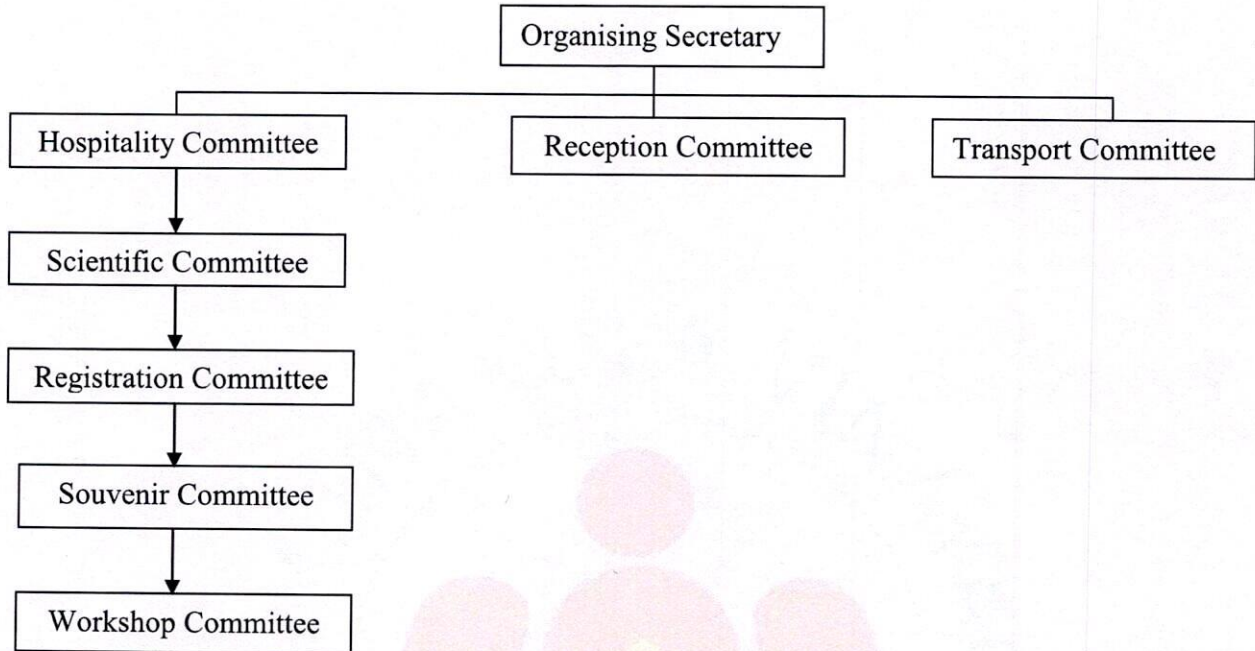 Organising Secretary
Hospitality Committee
Reception Committee
Transport Committee
Scientific Committee
Registration Committee
Souvenir Committee
Workshop Committee